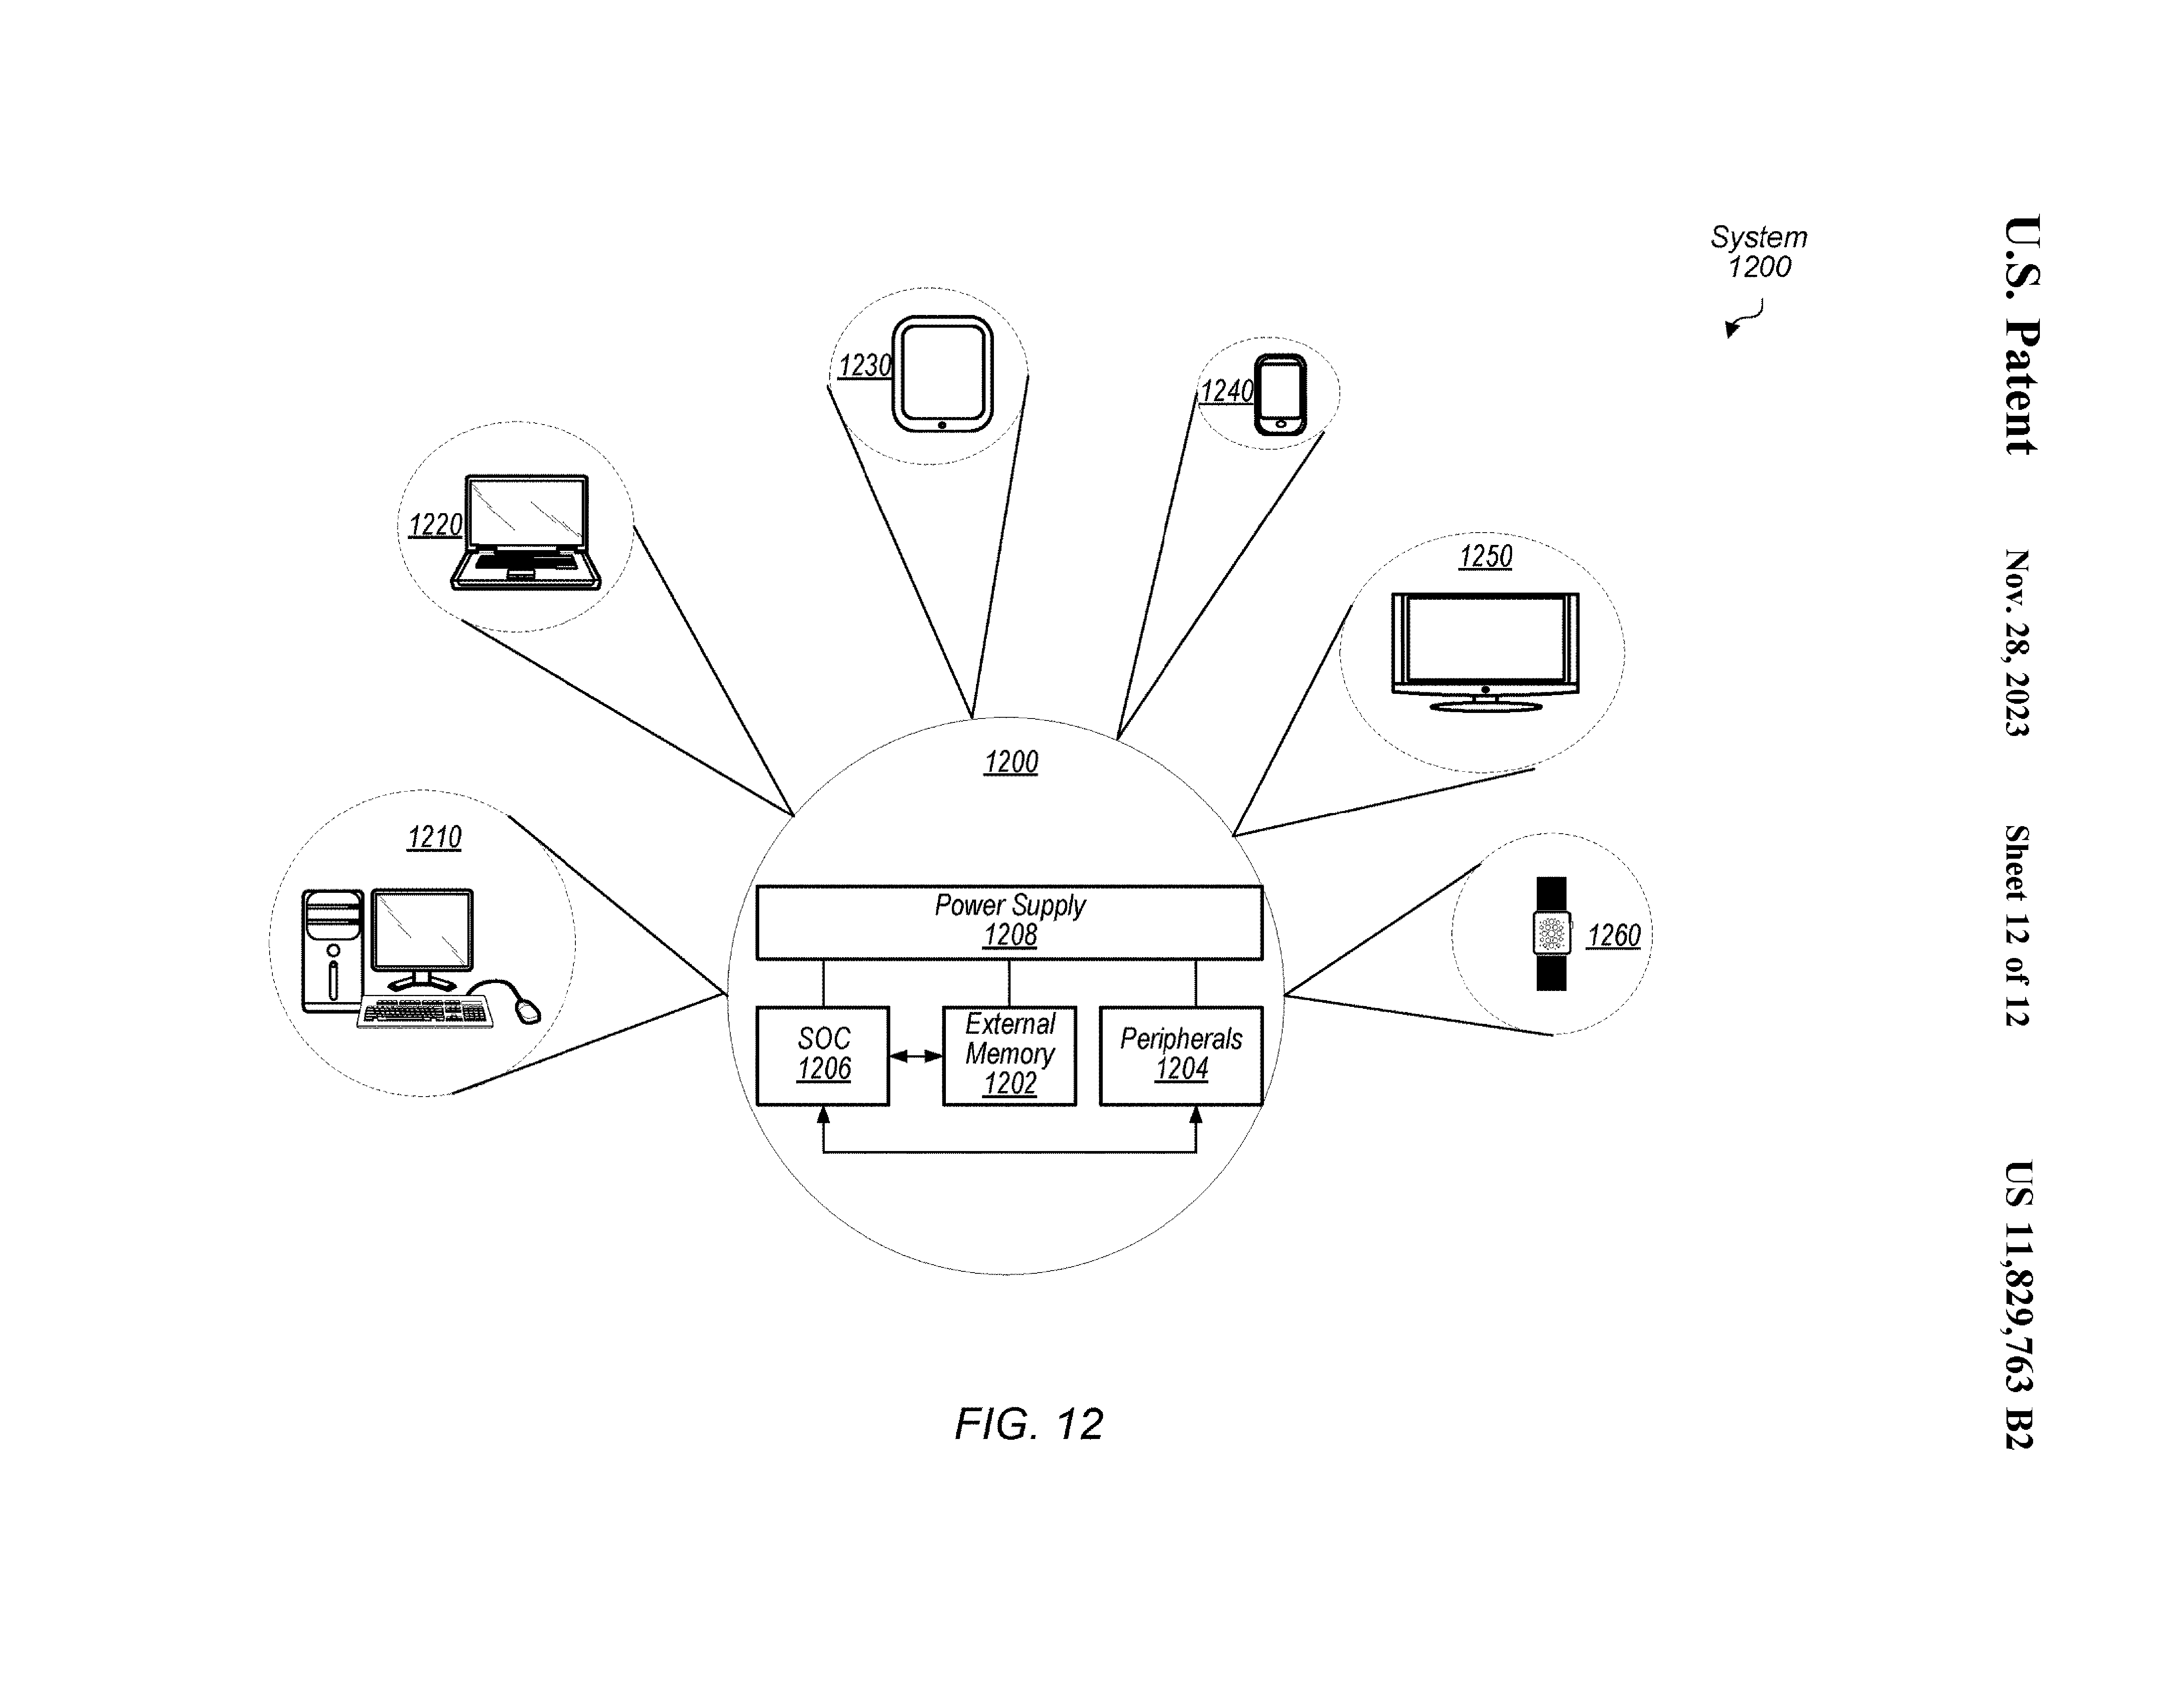 U.S. Patent Nov. 28, 2023 Sheet 12 of 12 US 11,829,763 B2
System
1200
1230
1240
1220
1250
1200
1210
1260
Power Supply
1208
SOC
1206
External
Memory
1202
Peripherals
1204
FIG. 12